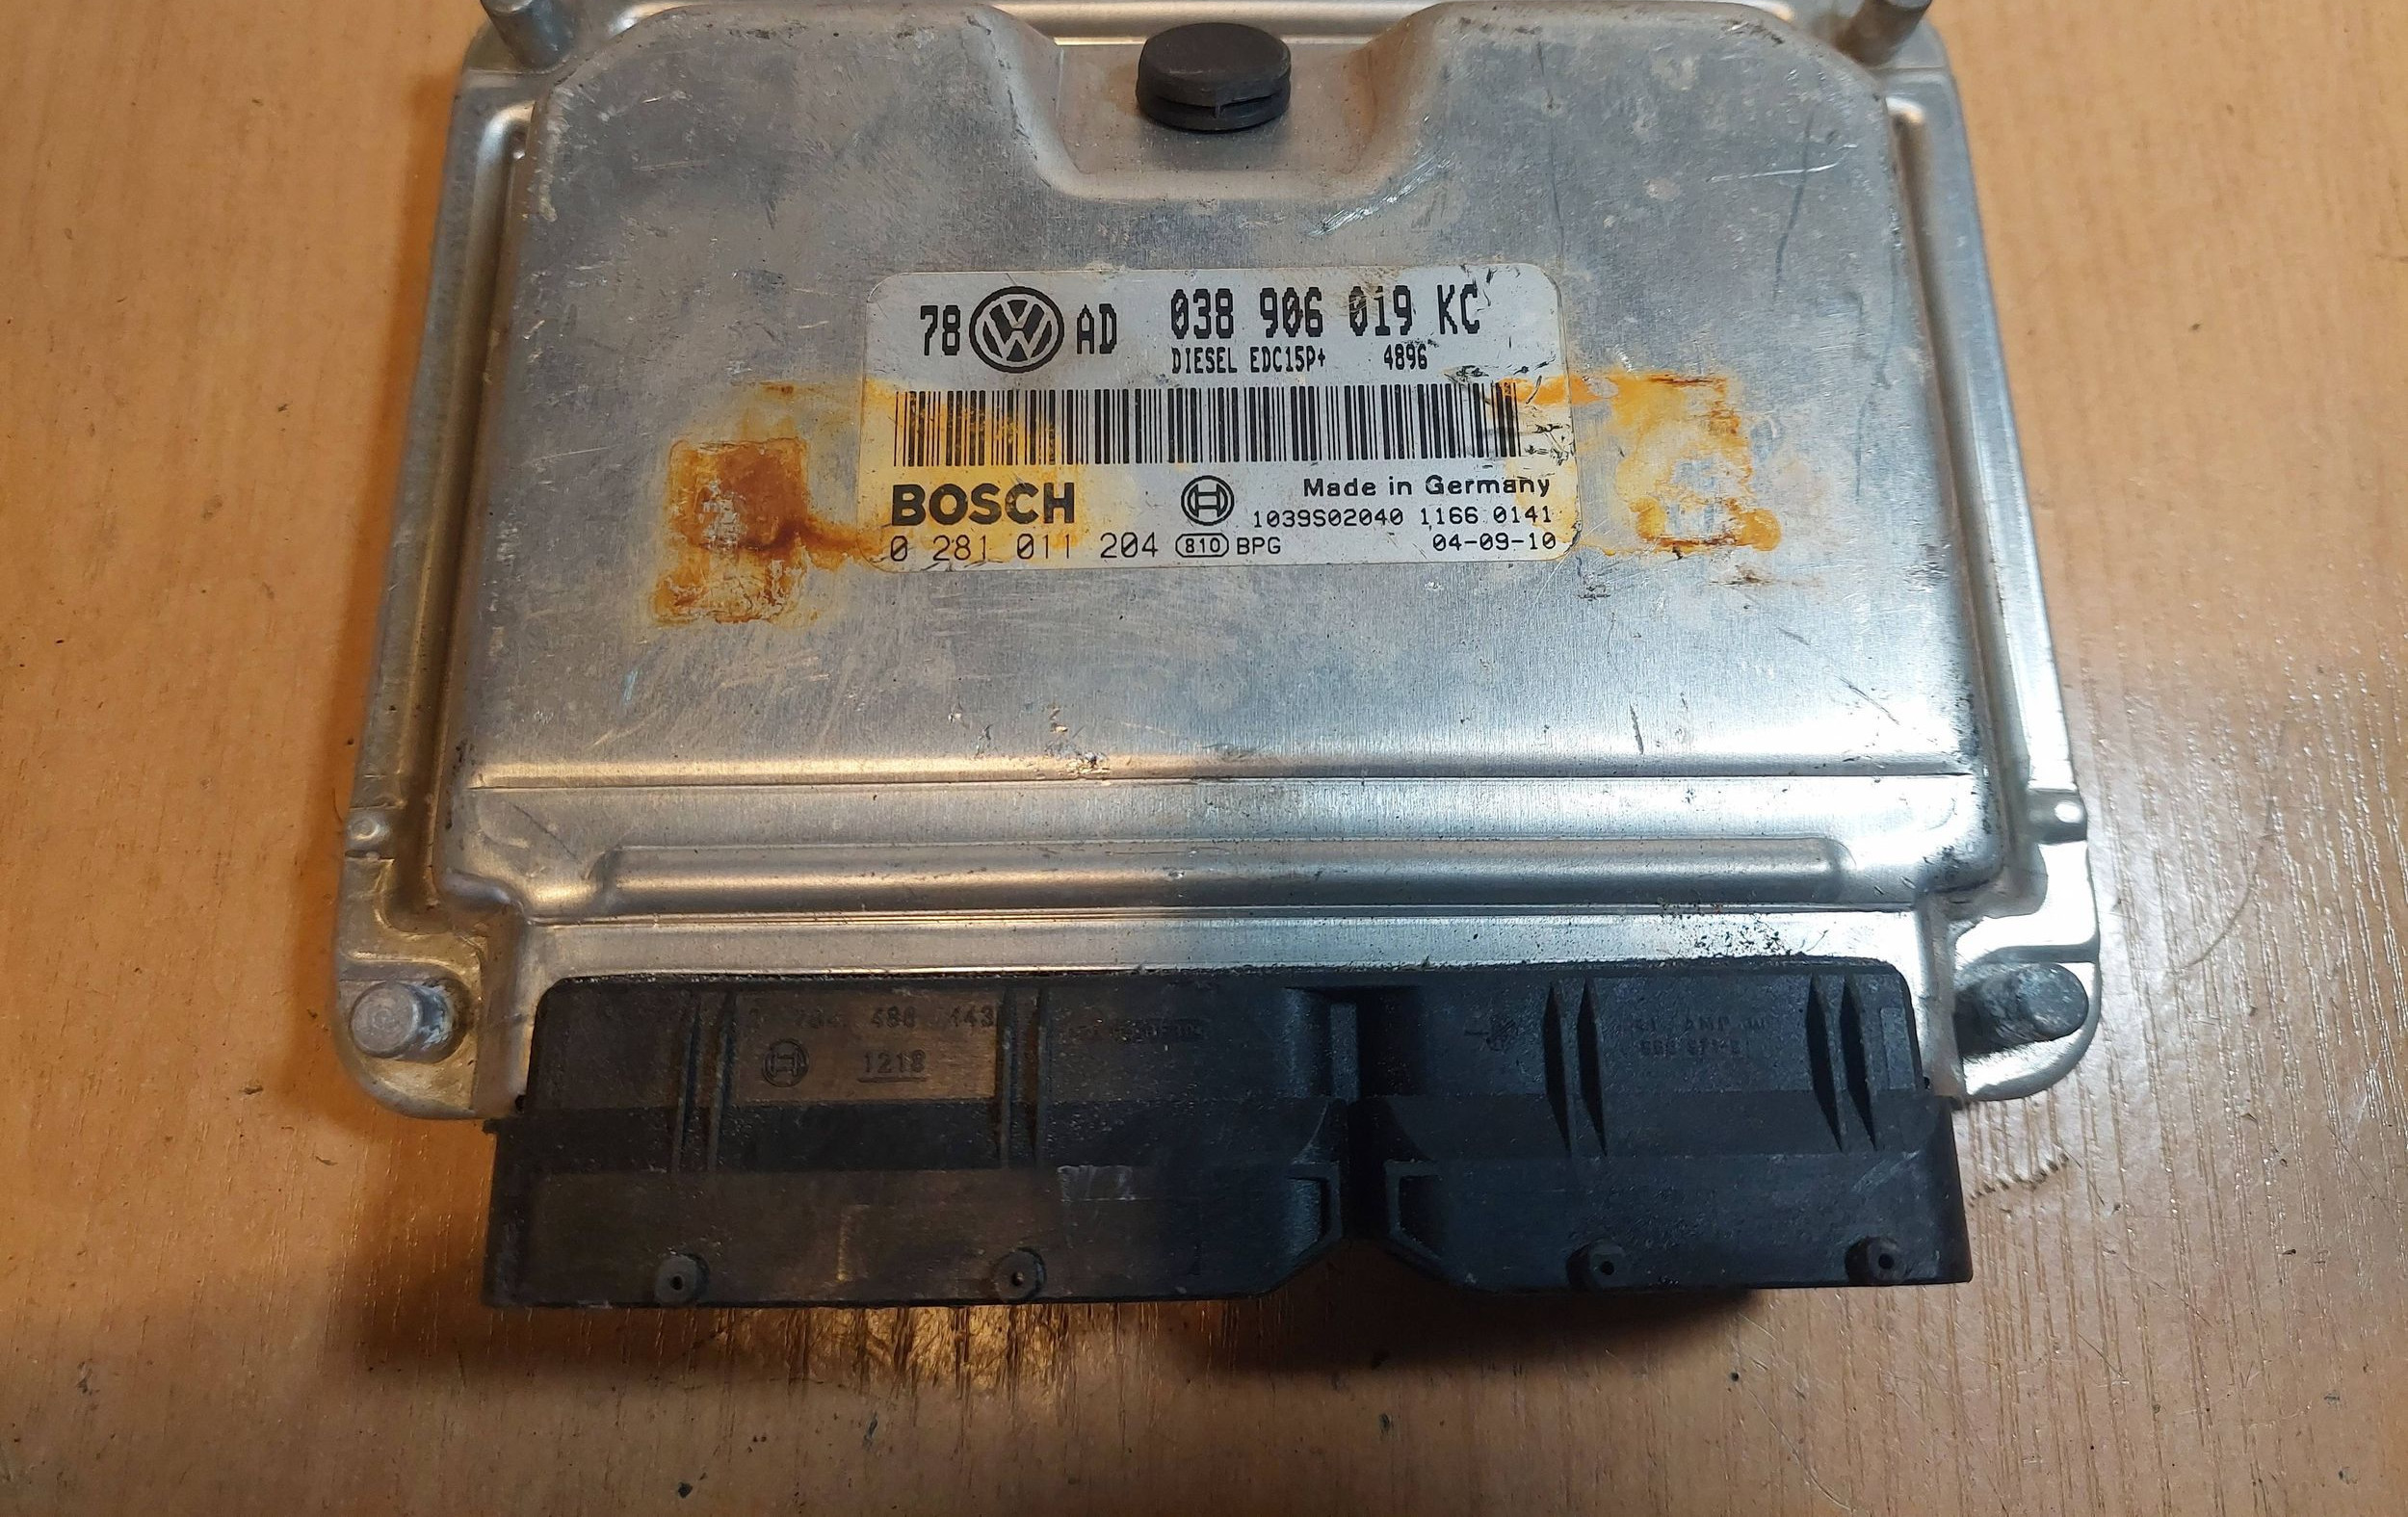 78 AD 038 906 019 KC
DIESEL EDC15P+ 4896
BOSCH
Made in Germany
1039S02040 1166 0141
0 281 011 204 810 BPG 04-09-10
1218